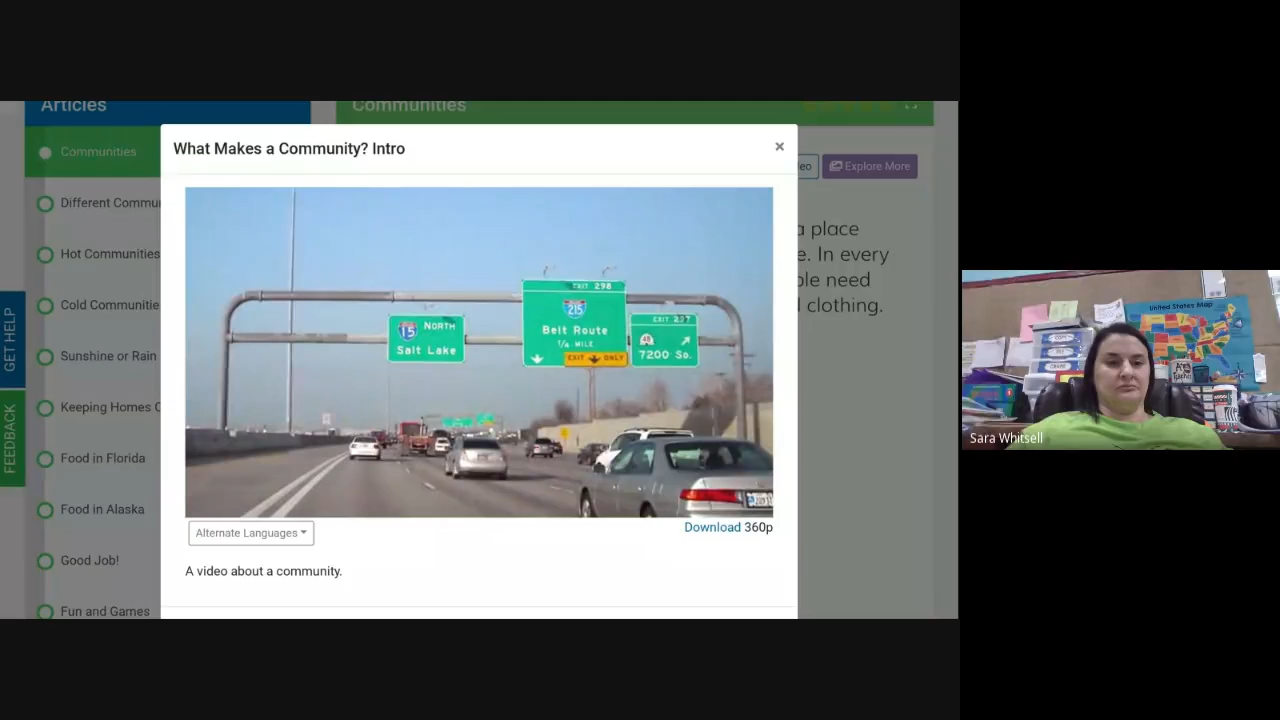 Articles
Communities
Communities
Different Commu
Hot Communities
Cold Communitie
Sunshine or Rain
Keeping Homes C
Food in Florida
Food in Alaska
Good Job!
Fun and Games
GET HELP
FEEDBACK
What Makes a Community? Intro
×
EXIT 298
215
Belt Route
1/4 MILE
EXIT ONLY
15 NORTH
Salt Lake
EXIT 297
48
7200 So.
Alternate Languages
Download 360p
A video about a community.
eo
Explore More
a place
e. In every
ple need
l clothing.
United States Map
Sara Whitsell